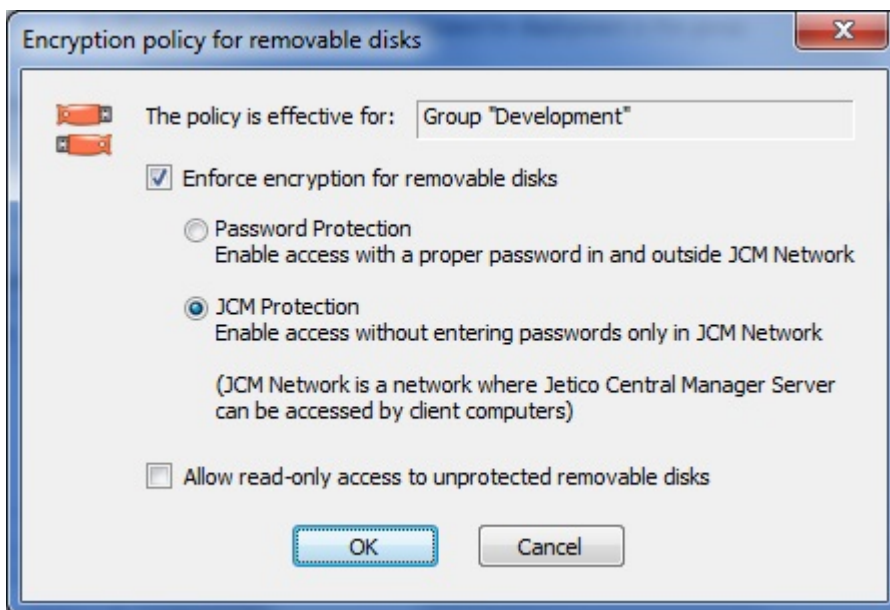 Encryption policy for removable disks
The policy is effective for: Group "Development"
Enforce encryption for removable disks
Password Protection
Enable access with a proper password in and outside JCM Network
JCM Protection
Enable access without entering passwords only in JCM Network
(JCM Network is a network where Jetico Central Manager Server
can be accessed by client computers)
Allow read-only access to unprotected removable disks
OK Cancel